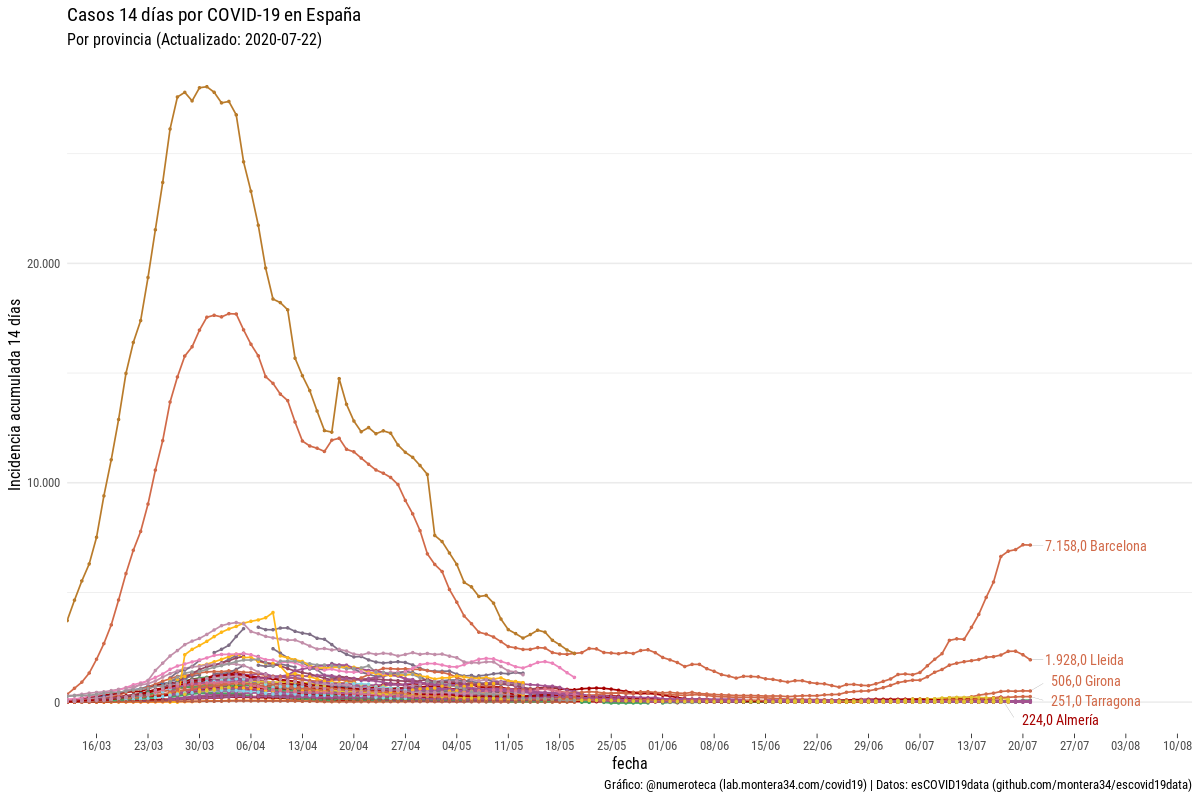 Casos 14 días por COVID-19 en España
Por provincia (Actualizado: 2020-07-22)
Incidencia acumulada 14 días
20.000
10.000
0
7.158,0 Barcelona
1.928,0 Lleida
506,0 Girona
251,0 Tarragona
224,0 Almería
16/03 23/03 30/03 06/04 13/04 20/04 27/04 04/05 11/05 18/05 25/05 01/06 08/06 15/06 22/06 29/06 06/07 13/07 20/07 27/07 03/08 10/08
fecha
Gráfico: @numeroteca (lab.montera34.com/covid19) | Datos: esCOVID19data (github.com/montera34/escovid19data)